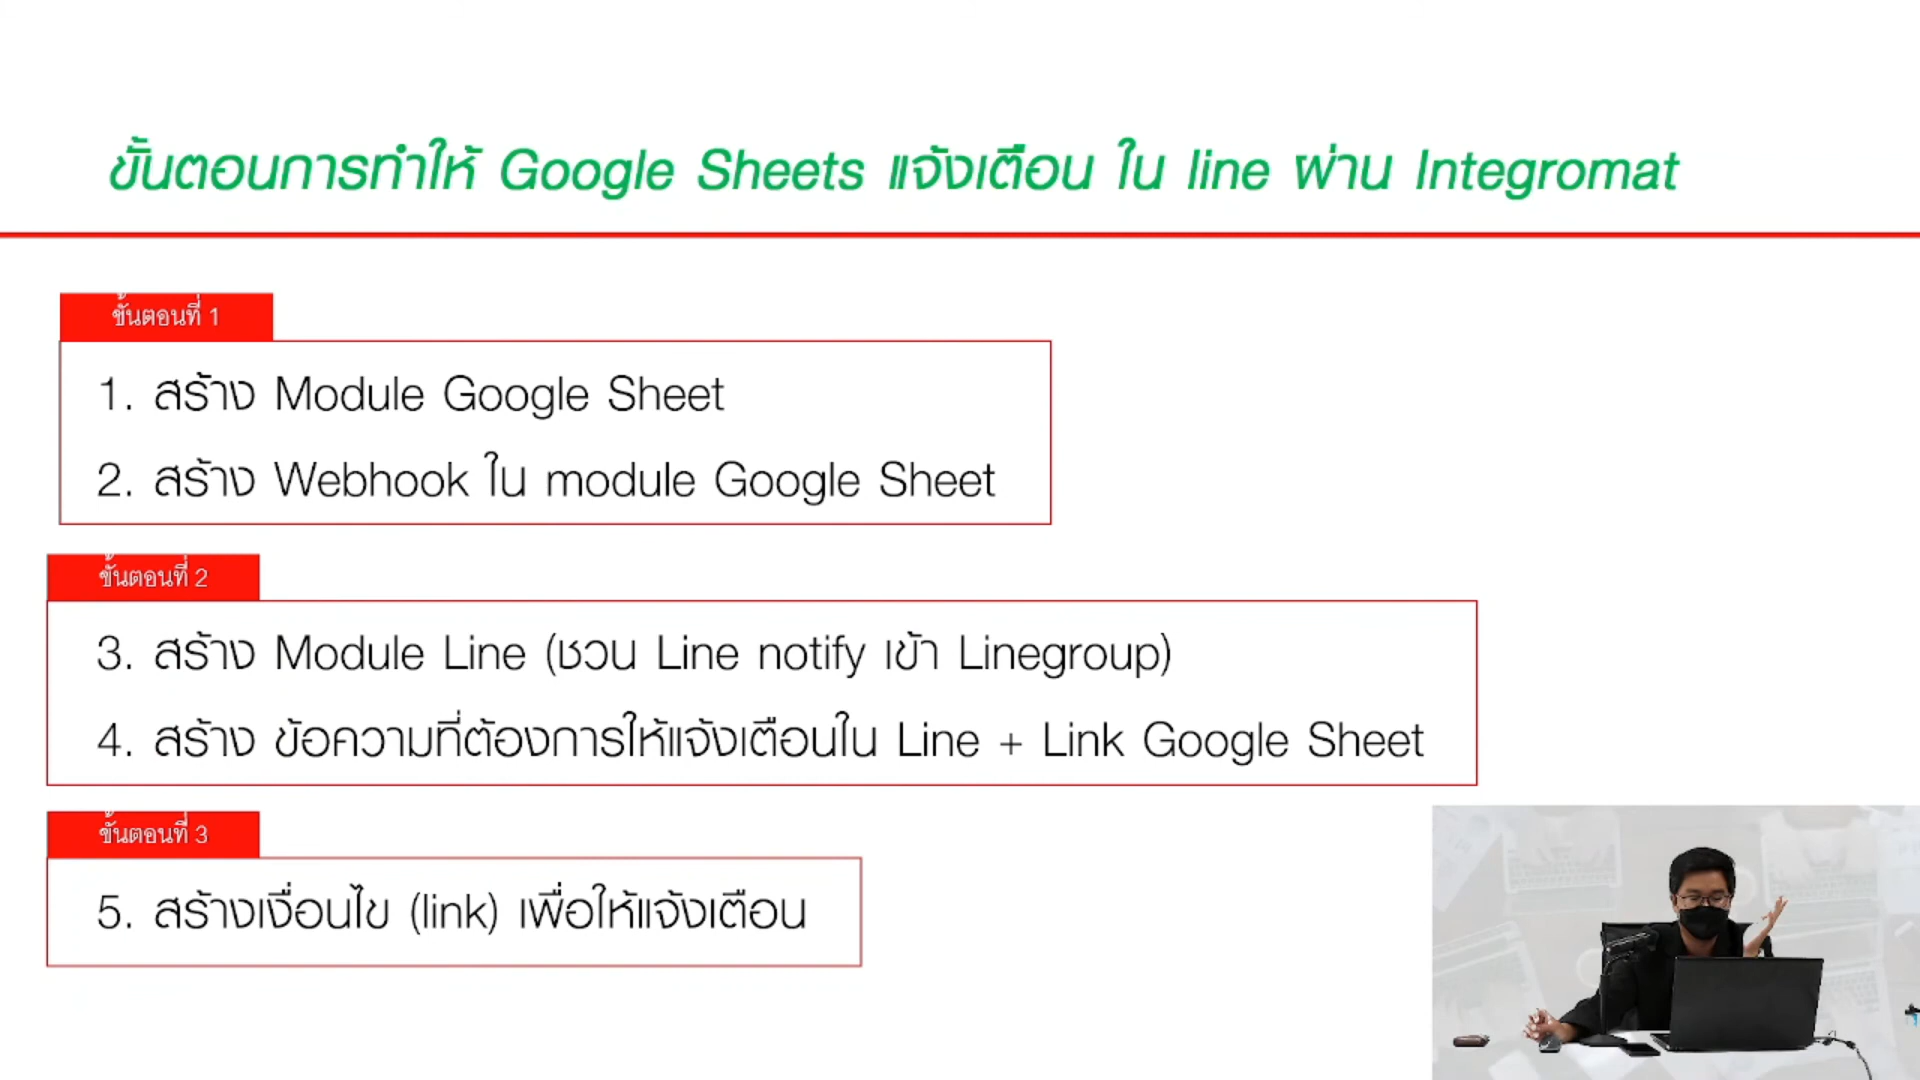 ขั้นตอนการทำให้ Google Sheets แจ้งเตือน ใน line ผ่าน Integromat
ขั้นตอนที่ 1
1. สร้าง Module Google Sheet
2. สร้าง Webhook ใน module Google Sheet
ขั้นตอนที่ 2
3. สร้าง Module Line (ชวน Line notify เข้า Linegroup)
4. สร้าง ข้อความที่ต้องการให้แจ้งเตือนใน Line + Link Google Sheet
ขั้นตอนที่ 3
5. สร้างเงื่อนไข (link) เพื่อให้แจ้งเตือน